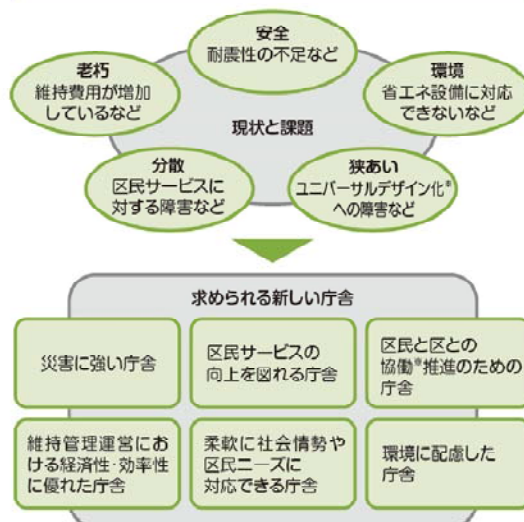 安全
耐震性の不足など
老朽
維持費用が増加
しているなど
環境
省エネ設備に対応
できないなど
現状と課題
分散
区民サービスに
対する障害など
狭あい
ユニバーサルデザイン化※
への障害など
求められる新しい庁舎
災害に強い庁舎
区民サービスの
向上を図れる庁舎
区民と区との
協働※推進のための
庁舎
維持管理運営にお
ける経済性・効率性
に優れた庁舎
柔軟に社会情勢や
区民ニーズに
対応できる庁舎
環境に配慮した
庁舎